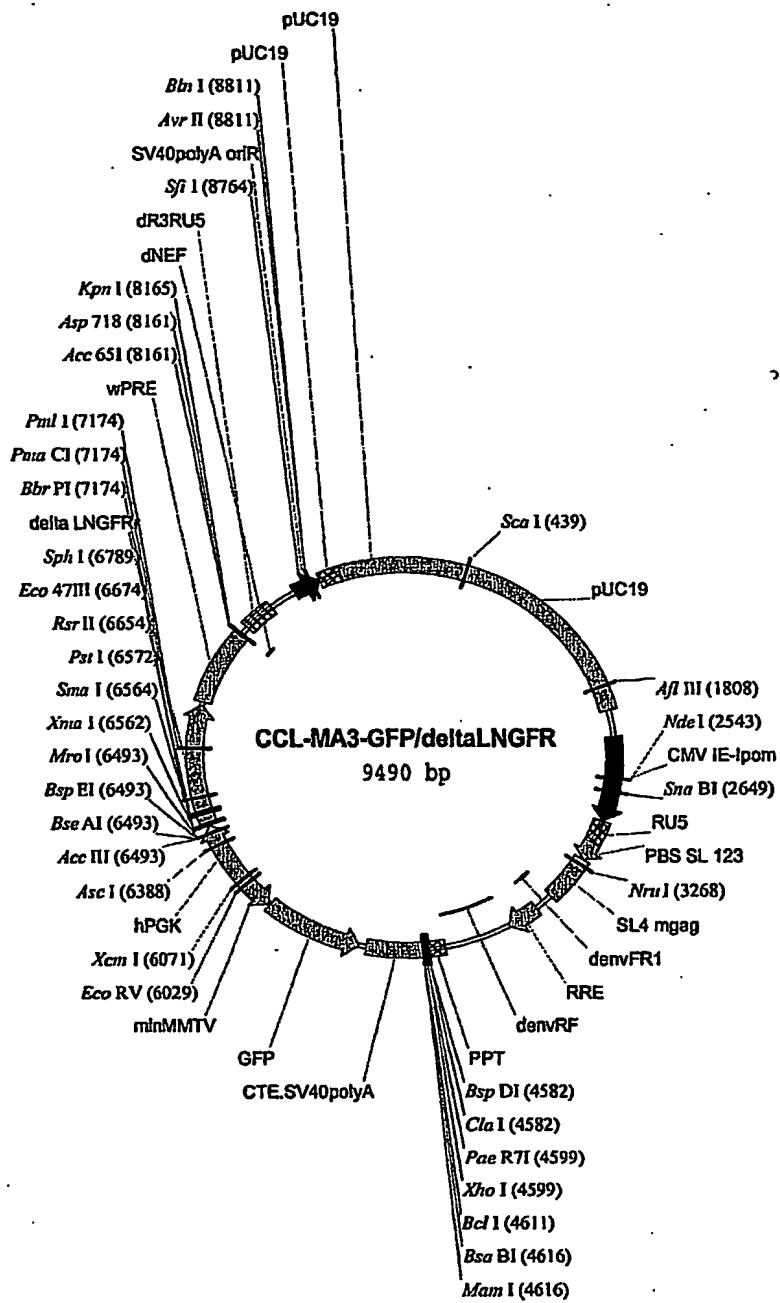 pUC19
pUC19
Bln I (8811)
Avr II (8811)
SV40polyA oriR
Sfi I (8764)
dR3RU5
dNEF
Kpn I (8165)
Asp 718 (8161)
Acc 65I (8161)
wPRE
Pml I (7174)
Pma CI (7174)
Bbr PI (7174)
delta LNGFR
Sph I (6789)
Eco 47III (6674)
Rsr II (6654)
Pst I (6572)
Sma I (6564)
Xma I (6562)
Mro I (6493)
Bsp EI (6493)
Bse AI (6493)
Acc III (6493)
Asc I (6388)
hPGK
Xcm I (6071)
Eco RV (6029)
minMMTV
GFP
CTE.SV40polyA
Sca I (439)
pUC19
Afl III (1808)
Nde I (2543)
CMV IE-Ipom
Sna BI (2649)
RU5
PBS SL 123
Nru I (3268)
SL4 mgag
denvFR1
RRE
denvRF
PPT
Bsp DI (4582)
Cla I (4582)
Pae R7I (4599)
Xho I (4599)
Bcl I (4611)
Bsa BI (4616)
Mam I (4616)
CCL-MA3-GFP/deltaLNGFR
9490 bp